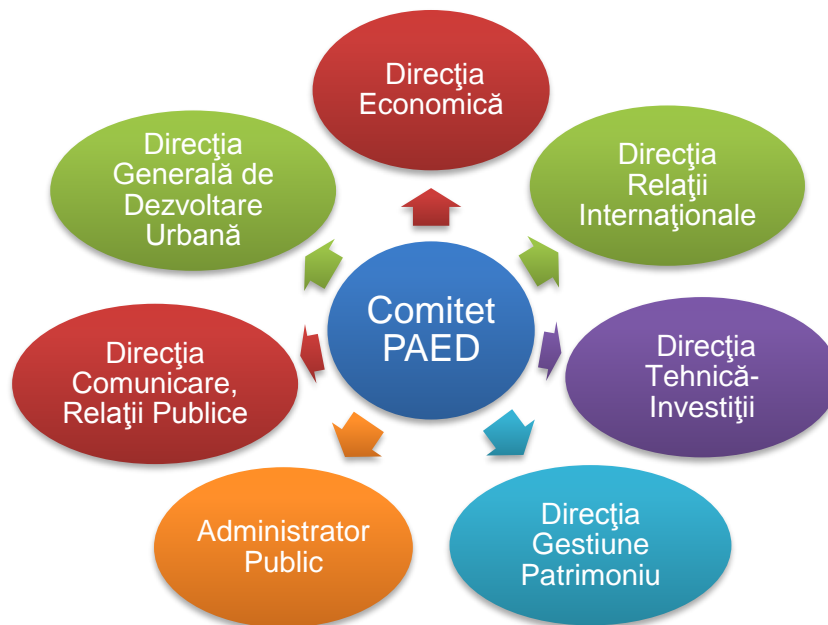 Direcţia
Economică
Direcţia
Generală de
Dezvoltare
Urbană
Direcţia
Relaţii
Internaţionale
Comitet
PAED
Direcţia
Comunicare,
Relaţii Publice
Direcţia
Tehnică-
Investiţii
Administrator
Public
Direcţia
Gestiune
Patrimoniu